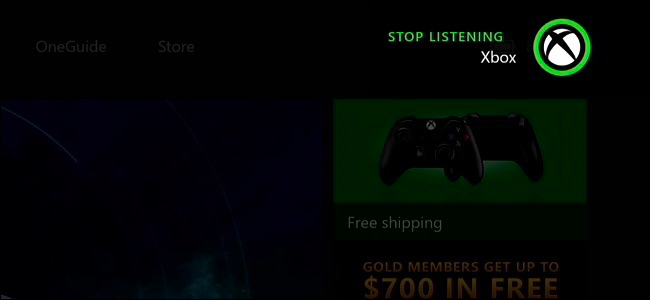 OneGuide
Store
STOP LISTENING
Xbox
Free shipping
GOLD MEMBERS GET UP TO
$700 IN FREE